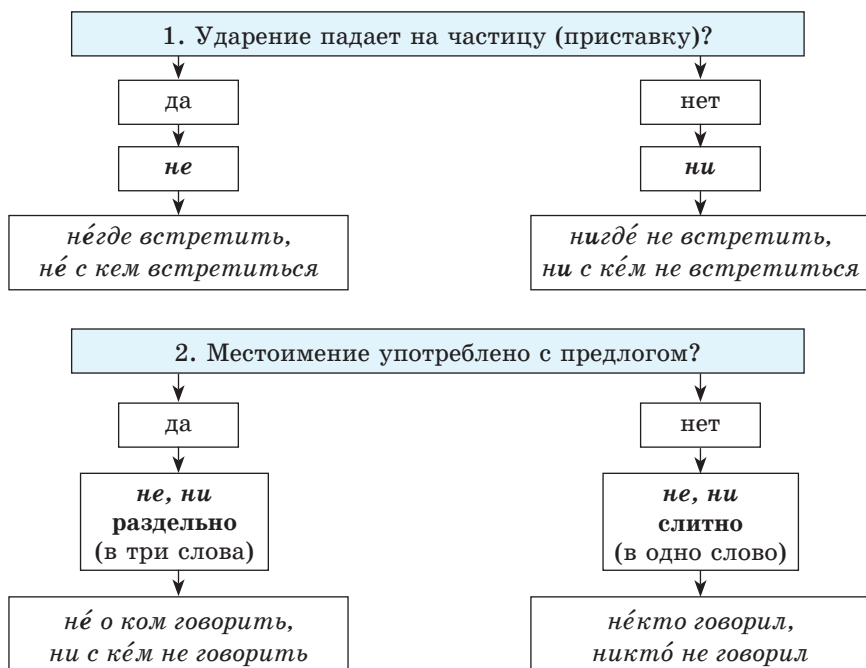 1. Ударение падает на частицу (приставку)?
да
нет
не
ни
не́где встретить,
не́ с кем встретиться
нигде́ не встретить,
ни с ке́м не встретиться
2. Местоимение употреблено с предлогом?
да
нет
не, ни
раздельно
(в три слова)
не, ни
слитно
(в одно слово)
не́ о ком говорить,
ни с ке́м не говорить
не́кто говорил,
никто́ не говорил